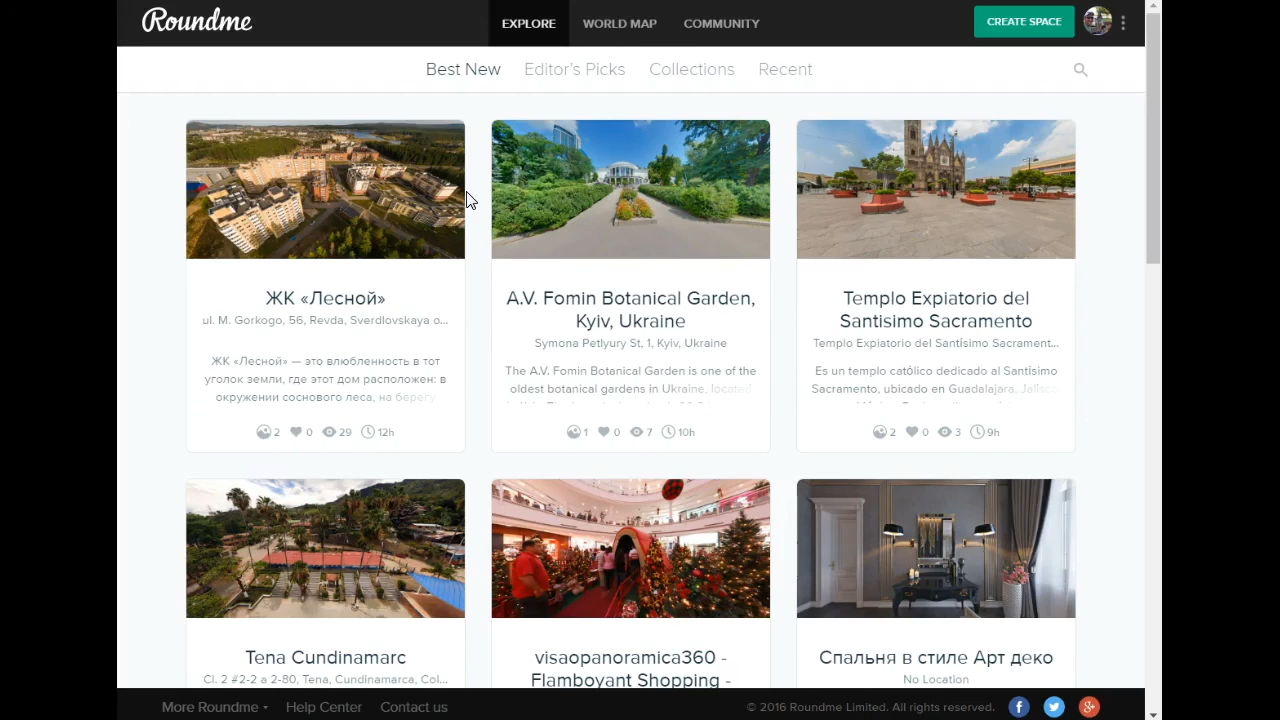 Roundme
EXPLORE
WORLD MAP
COMMUNITY
CREATE SPACE
Best New
Editor's Picks
Collections
Recent
ЖК «Лесной»
ul. M. Gorkogo, 56, Revda, Sverdlovskaya o...
ЖК «Лесной» — это влюбленность в тот
уголок земли, где этот дом расположен: в
окружении соснового леса, на берегу
2 0 29 12h
A.V. Fomin Botanical Garden,
Kyiv, Ukraine
Symona Petlyury St, 1, Kyiv, Ukraine
The A.V. Fomin Botanical Garden is one of the
oldest botanical gardens in Ukraine, located
1 0 7 10h
Templo Expiatorio del
Santisimo Sacramento
Templo Expiatorio del Santísimo Sacrament...
Es un templo católico dedicado al Santísimo
Sacramento, ubicado en Guadalajara, Jalisco
2 0 3 9h
Tena Cundinamarc
Cl. 2 #2-2 a 2-80, Tena, Cundinamarca, Col...
visaopanoramica360 -
Flamboyant Shopping -
Спальня в стиле Арт деко
No Location
More Roundme
Help Center
Contact us
© 2016 Roundme Limited. All rights reserved.